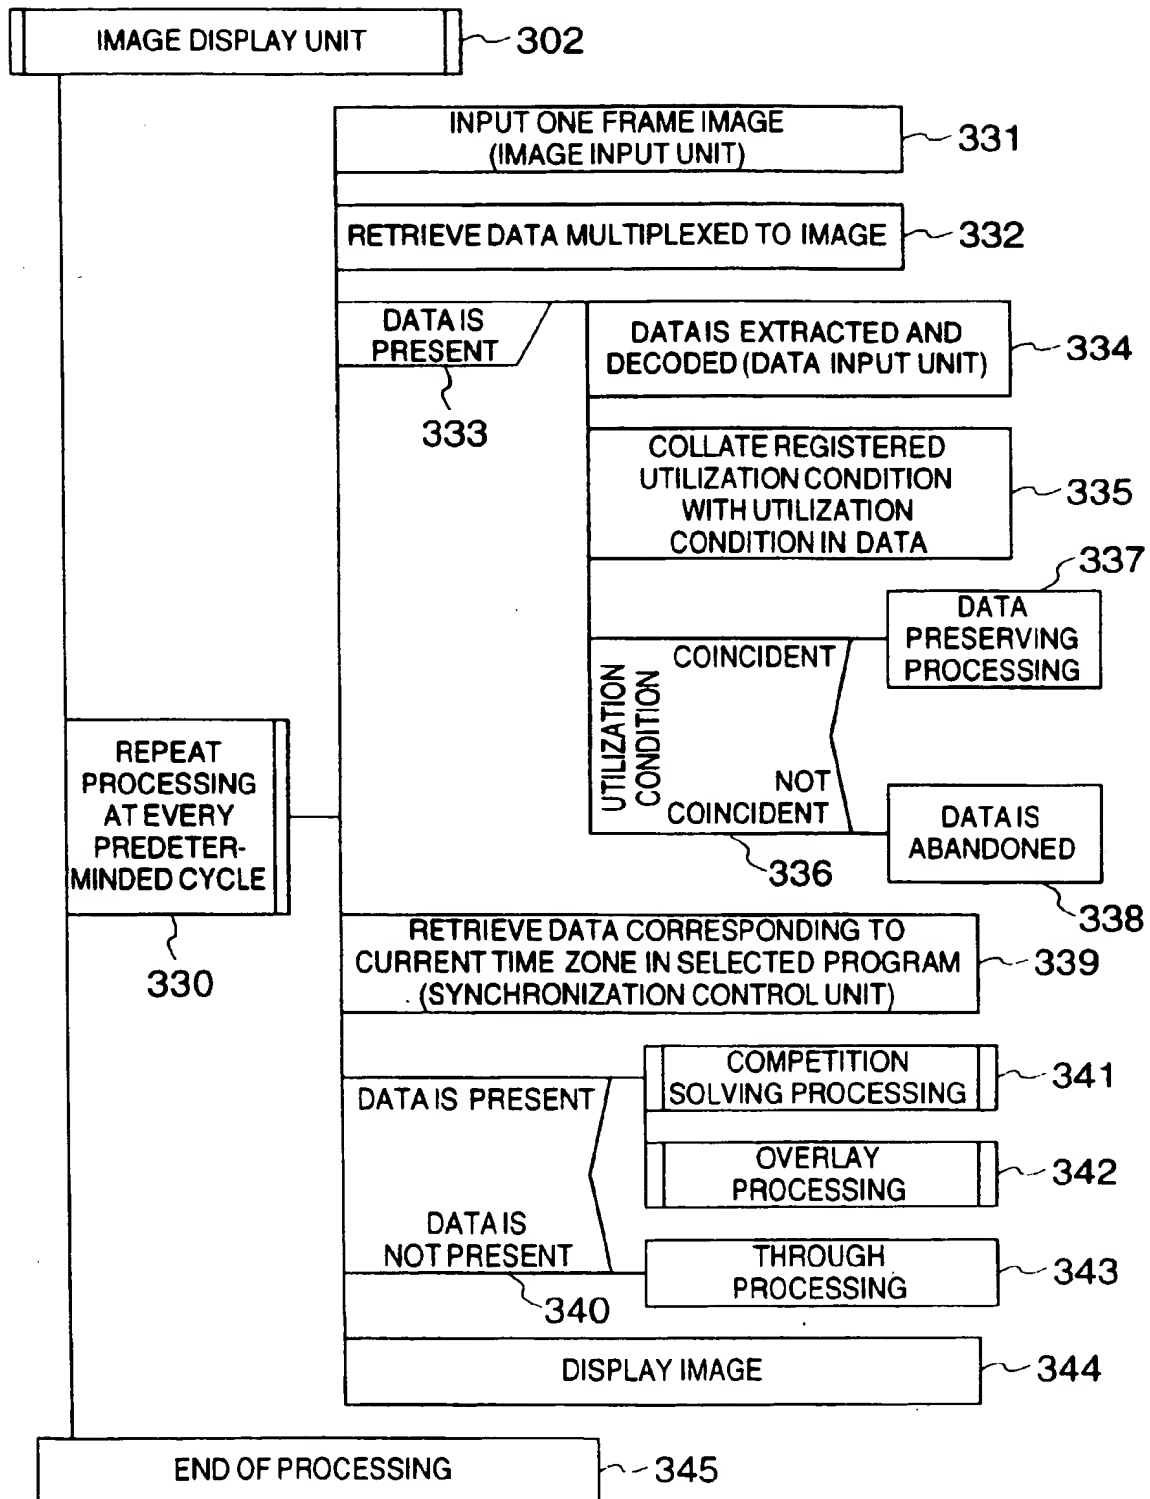 IMAGE DISPLAY UNIT
302
INPUT ONE FRAME IMAGE
(IMAGE INPUT UNIT)
331
RETRIEVE DATA MULTIPLEXED TO IMAGE
332
DATA IS
PRESENT
333
DATA IS EXTRACTED AND
DECODED (DATA INPUT UNIT)
334
COLLATE REGISTERED
UTILIZATION CONDITION
WITH UTILIZATION
CONDITION IN DATA
335
UTILIZATION
CONDITION
COINCIDENT
NOT
COINCIDENT
336
337
DATA
PRESERVING
PROCESSING
DATA IS
ABANDONED
338
REPEAT
PROCESSING
AT EVERY
PREDETER-
MINDED CYCLE
330
RETRIEVE DATA CORRESPONDING TO
CURRENT TIME ZONE IN SELECTED PROGRAM
(SYNCHRONIZATION CONTROL UNIT)
339
DATA IS PRESENT
DATA IS
NOT PRESENT
340
COMPETITION
SOLVING PROCESSING
341
OVERLAY
PROCESSING
342
THROUGH
PROCESSING
343
DISPLAY IMAGE
344
END OF PROCESSING
345